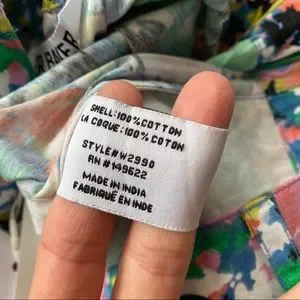 SHELL:100% COTTON
LA COQUE:100% COTON
STYLE# W2990
RN# 149622
MADE IN INDIA
FABRIQUÉ EN INDE